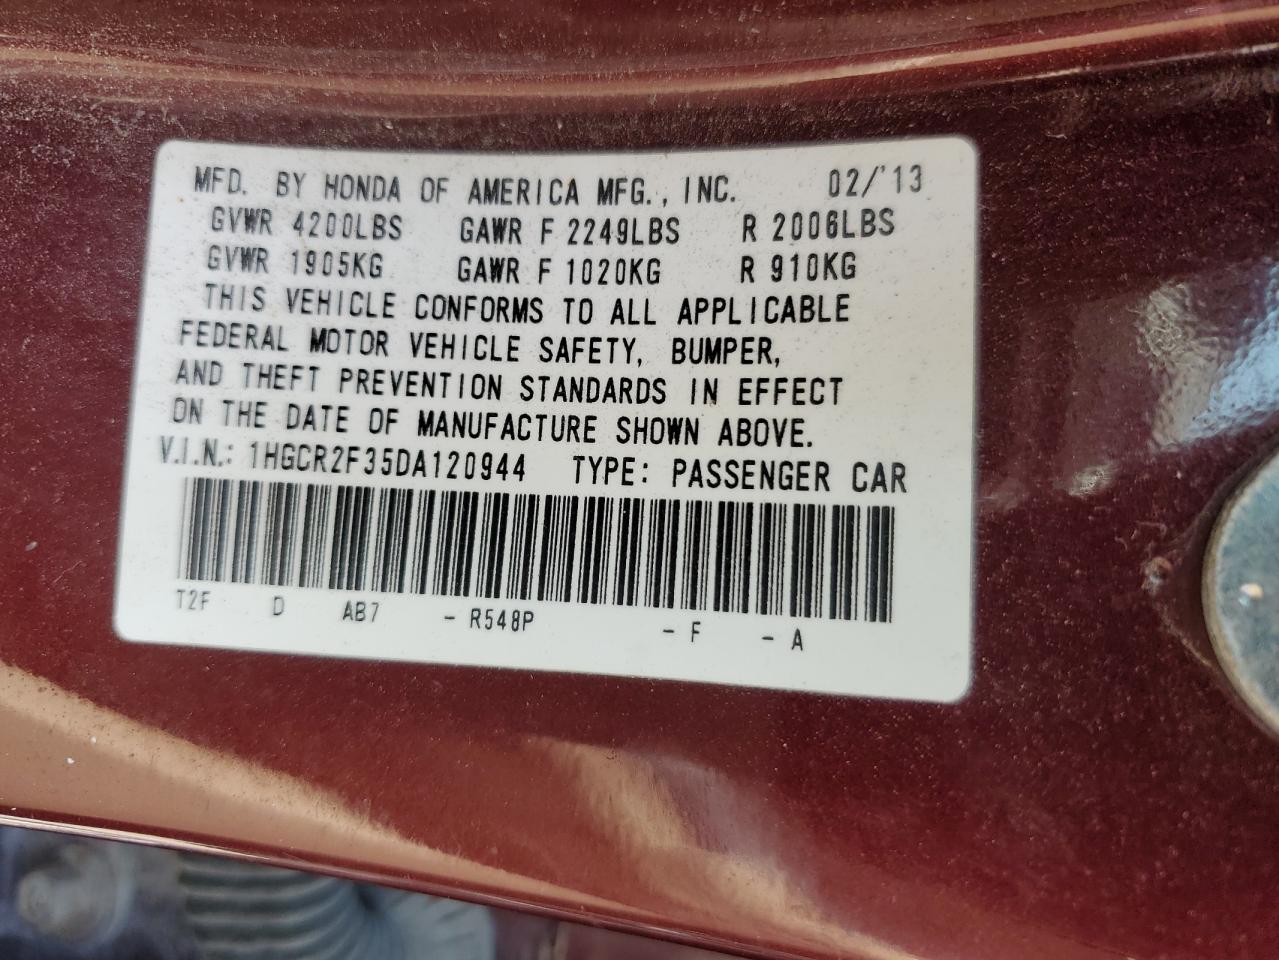 MFD. BY HONDA OF AMERICA MFG., INC. 02/'13
GVWR 4200LBS GAWR F 2249LBS R 2006LBS
GVWR 1905KG GAWR F 1020KG R 910KG
THIS VEHICLE CONFORMS TO ALL APPLICABLE
FEDERAL MOTOR VEHICLE SAFETY, BUMPER,
AND THEFT PREVENTION STANDARDS IN EFFECT
ON THE DATE OF MANUFACTURE SHOWN ABOVE.
V.I.N.: 1HGCR2F35DA120944 TYPE: PASSENGER CAR
T2F D AB7 - R548P - F - A